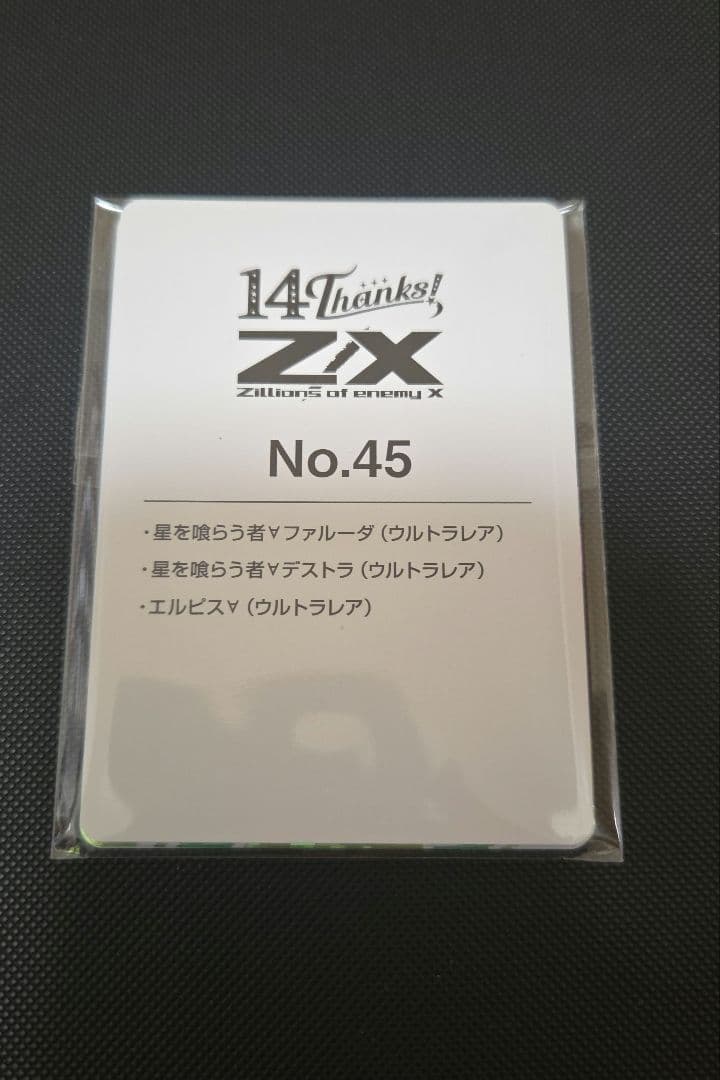 14 Thanks!
Z/X
Zillions of enemy X
No.45
・星を喰らう者∀ファルーダ (ウルトラレア)
・星を喰らう者∀デストラ (ウルトラレア)
・エルピス∀ (ウルトラレア)